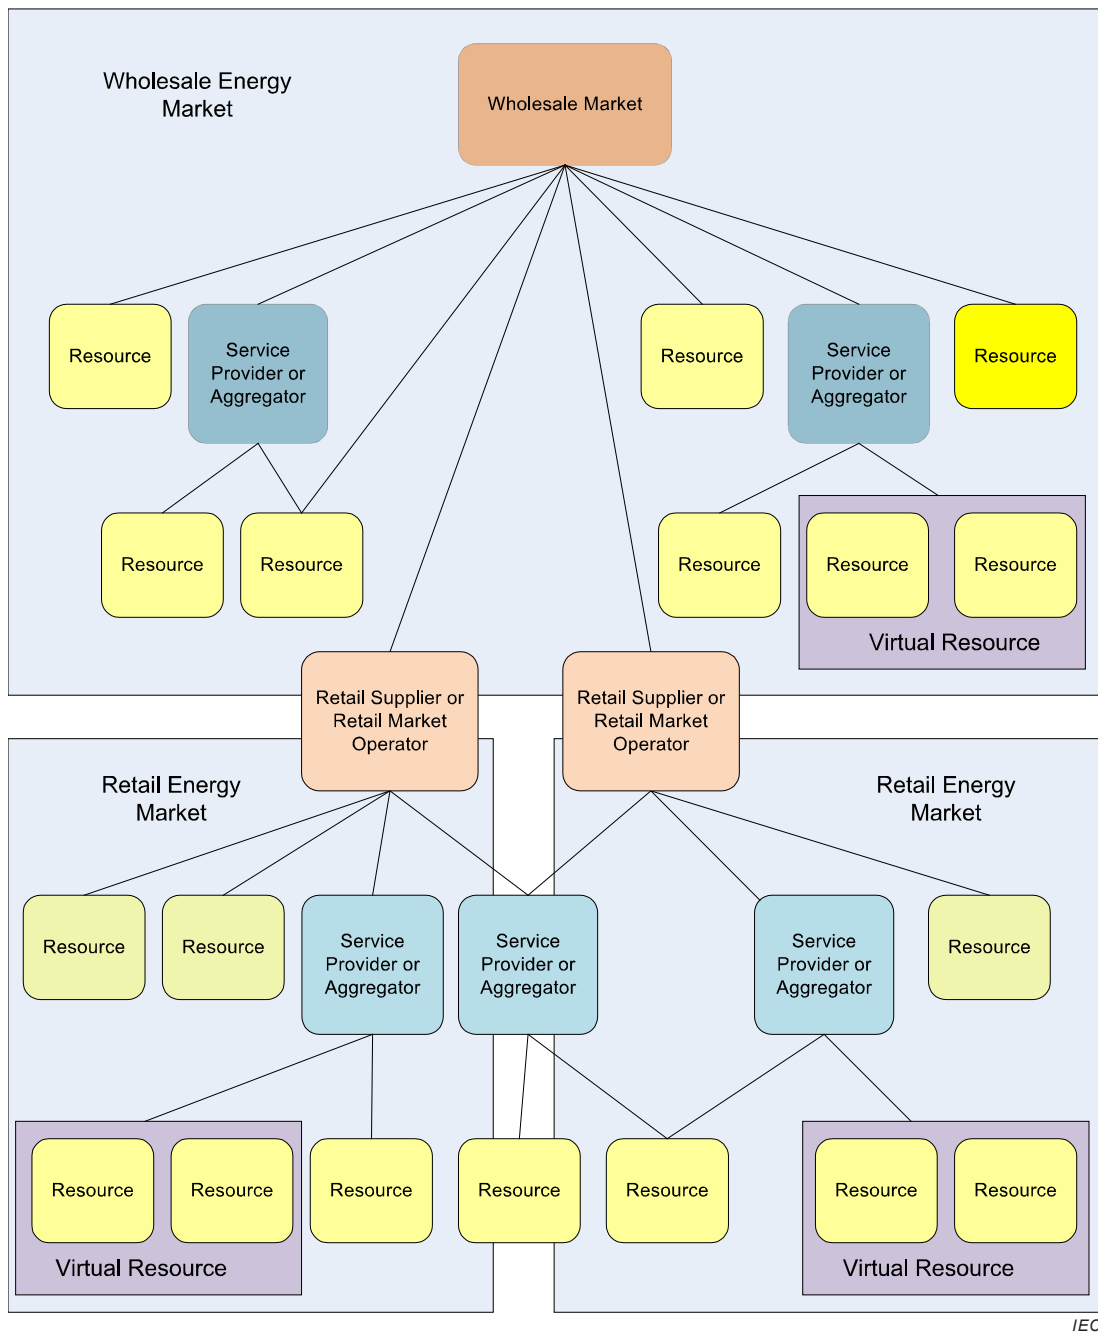 Wholesale Energy
Market
Wholesale Market
Resource
Service
Provider or
Aggregator
Resource
Service
Provider or
Aggregator
Resource
Resource
Resource
Resource
Resource
Resource
Virtual Resource
Retail Supplier or
Retail Market
Operator
Retail Supplier or
Retail Market
Operator
Retail Energy
Market
Retail Energy
Market
Resource
Resource
Service
Provider or
Aggregator
Service
Provider or
Aggregator
Service
Provider or
Aggregator
Resource
Resource
Resource
Resource
Resource
Resource
Resource
Resource
Virtual Resource
Virtual Resource
IEC